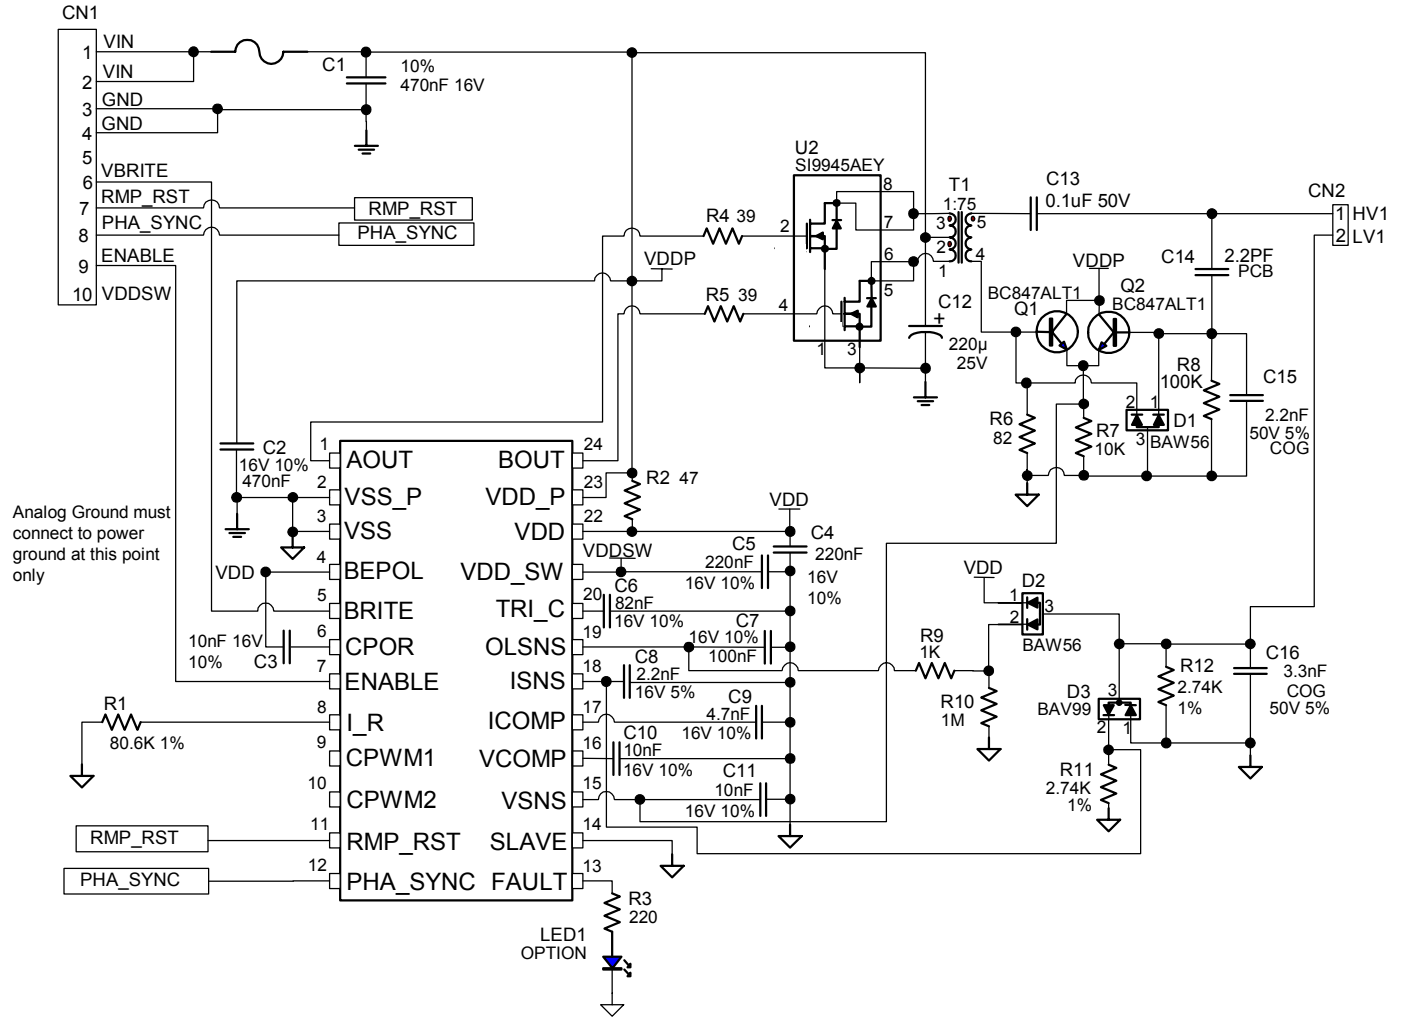 CN1
1 VIN
2 VIN
3 GND
4 GND
5
6 VBRITE
7 RMP_RST
RMP_RST
8 PHA_SYNC
PHA_SYNC
9 ENABLE
10 VDDSW
C1
10%
470nF 16V
U2
SI9945AEY
8
7
6
5
2
4
1
3
R4 39
R5 39
VDDP
T1
1:75
3
2
1
5
4
C12
+
220µ
25V
C13
0.1uF 50V
CN2
1 HV1
2 LV1
C14
2.2PF
PCB
VDDP
BC847ALT1
Q1
Q2
BC847ALT1
R8
100K
C15
2.2nF
50V 5%
COG
R6
82
R7
10K
2 1
3
D1
BAW56
C2
16V 10%
470nF
Analog Ground must
connect to power
ground at this point
only
VDD
10nF 16V
10%
C3
R1
80.6K 1%
RMP_RST
PHA_SYNC
1 AOUT
2 VSS_P
3 VSS
4 BEPOL
5 BRITE
6 CPOR
7 ENABLE
8 I_R
9 CPWM1
10 CPWM2
11 RMP_RST
12 PHA_SYNC
BOUT 24
VDD_P 23
VDD 22
VDD_SW
TRI_C 20
OLSNS 19
ISNS 18
ICOMP 17
VCOMP 16
VSNS 15
SLAVE 14
FAULT 13
R2 47
VDD
VDDSW
C4
220nF
16V
10%
C5
220nF
16V 10%
C6
82nF
16V 10%
C7
16V 10%
100nF
C8
2.2nF
16V 5%
C9
4.7nF
16V 10%
C10
10nF
16V 10%
C11
10nF
16V 10%
R3
220
LED1
OPTION
VDD
D2
1
2
3
BAW56
R9
1K
R10
1M
D3
BAV99
3
2 1
R12
2.74K
1%
C16
3.3nF
COG
50V 5%
R11
2.74K
1%